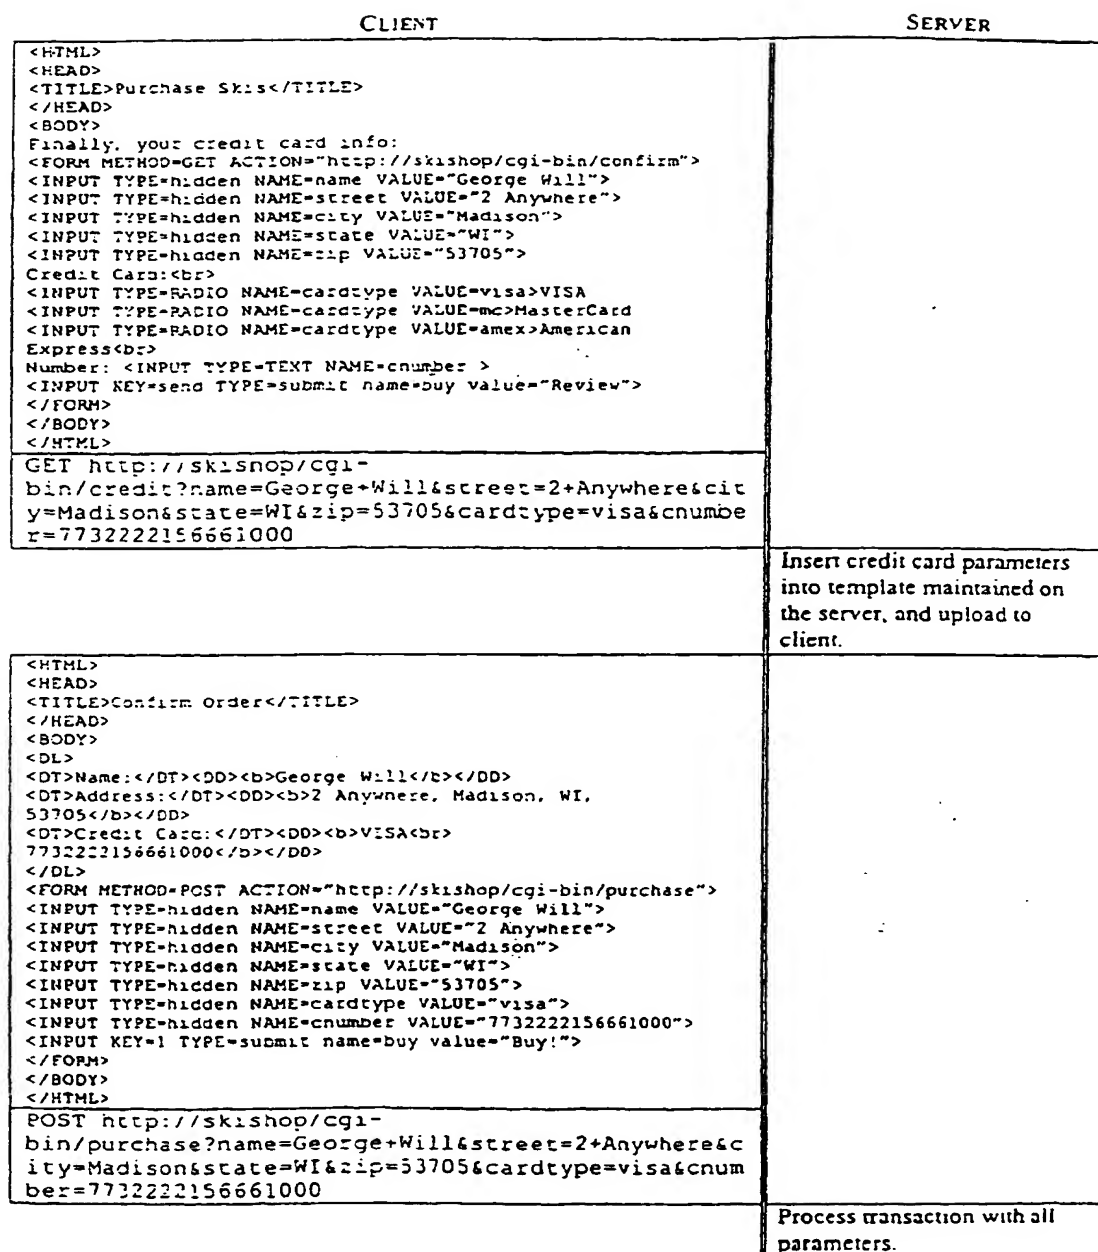 CLIENT SERVER
<HTML>
<HEAD>
<TITLE>Purchase Skis</TITLE>
</HEAD>
<BODY>
Finally, your credit card info:
<FORM METHOD=GET ACTION="http://skishop/cgi-bin/confirm">
<INPUT TYPE=hidden NAME=name VALUE="George Will">
<INPUT TYPE=hidden NAME=street VALUE="2 Anywhere">
<INPUT TYPE=hidden NAME=city VALUE="Madison">
<INPUT TYPE=hidden NAME=state VALUE="WI">
<INPUT TYPE=hidden NAME=zip VALUE="53705">
Credit Card:<br>
<INPUT TYPE=RADIO NAME=cardtype VALUE=visa>VISA
<INPUT TYPE=RADIO NAME=cardtype VALUE=mc>MasterCard
<INPUT TYPE=RADIO NAME=cardtype VALUE=amex>American
Express<br>
Number: <INPUT TYPE=TEXT NAME=cnumber >
<INPUT KEY=send TYPE=submit name=buy value="Review">
</FORM>
</BODY>
</HTML>
GET http://skishop/cgi-
bin/credit?name=George+Will&street=2+Anywhere&cit
y=Madison&state=WI&zip=53705&cardtype=visa&cnumbe
r=7732222156661000
Insert credit card parameters
into template maintained on
the server, and upload to
client.
<HTML>
<HEAD>
<TITLE>Confirm Order</TITLE>
</HEAD>
<BODY>
<DL>
<DT>Name:</DT><DD><b>George Will</b></DD>
<DT>Address:</DT><DD><b>2 Anywhere, Madison, WI,
53705</b></DD>
<DT>Credit Card:</DT><DD><b>VISA<br>
7732222156661000</b></DD>
</DL>
<FORM METHOD=POST ACTION="http://skishop/cgi-bin/purchase">
<INPUT TYPE=hidden NAME=name VALUE="George Will">
<INPUT TYPE=hidden NAME=street VALUE="2 Anywhere">
<INPUT TYPE=hidden NAME=city VALUE="Madison">
<INPUT TYPE=hidden NAME=state VALUE="WI">
<INPUT TYPE=hidden NAME=zip VALUE="53705">
<INPUT TYPE=hidden NAME=cardtype VALUE="visa">
<INPUT TYPE=hidden NAME=cnumber VALUE="7732222156661000">
<INPUT KEY=1 TYPE=submit name=buy value="Buy!">
</FORM>
</BODY>
</HTML>
POST http://skishop/cgi-
bin/purchase?name=George+Will&street=2+Anywhere&c
ity=Madison&state=WI&zip=53705&cardtype=visa&cnum
ber=7732222156661000
Process transaction with all
parameters.